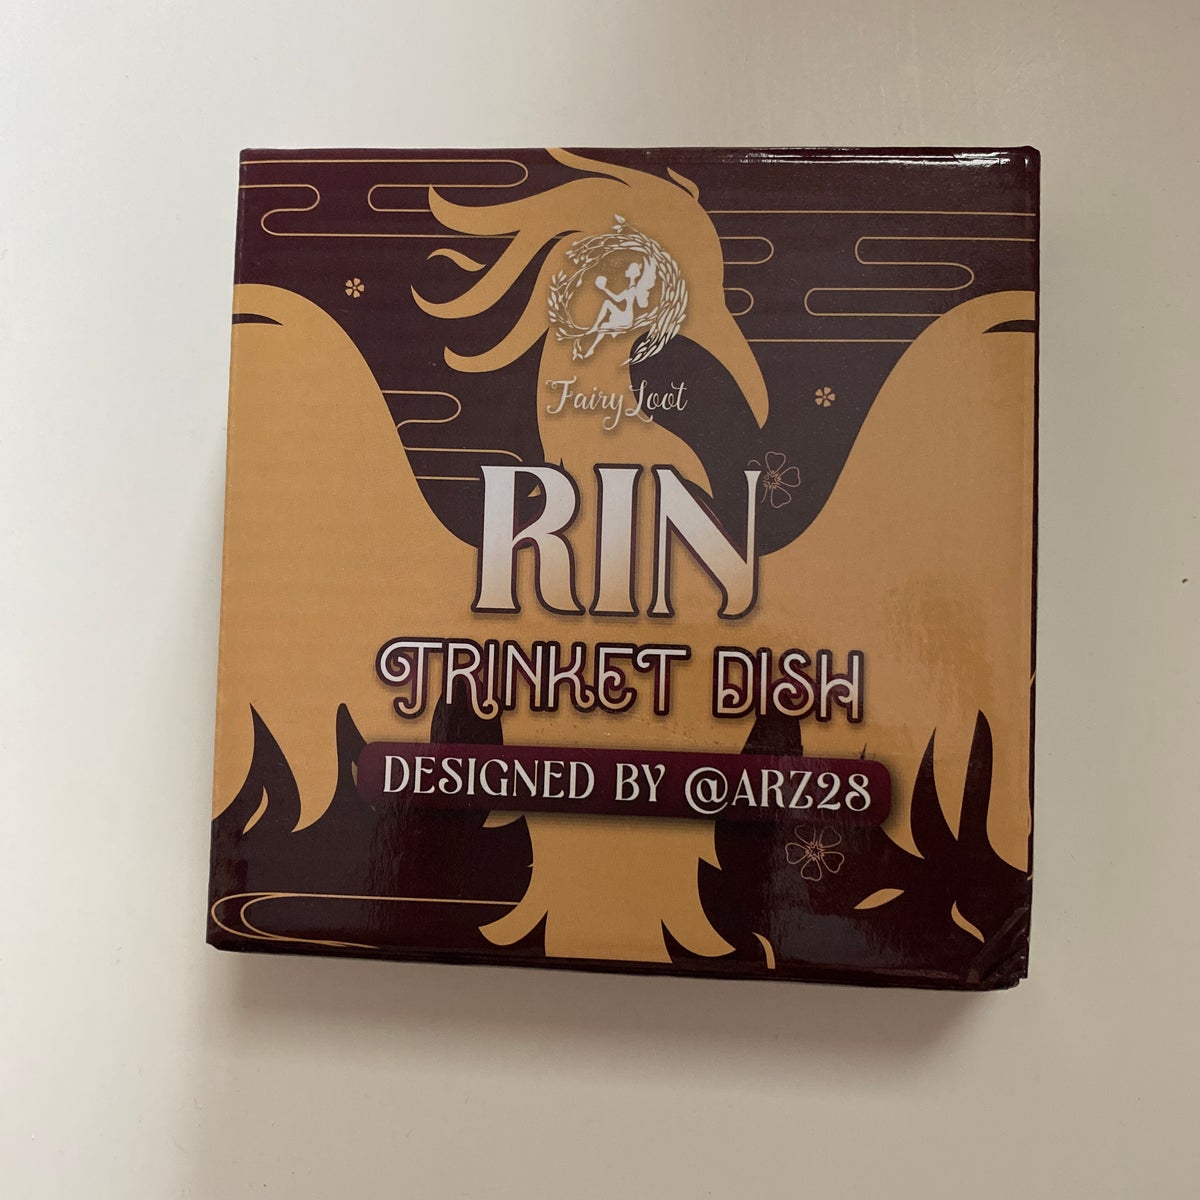 FairyLoot
RIN
TRINKET DISH
DESIGNED BY @ARZ28